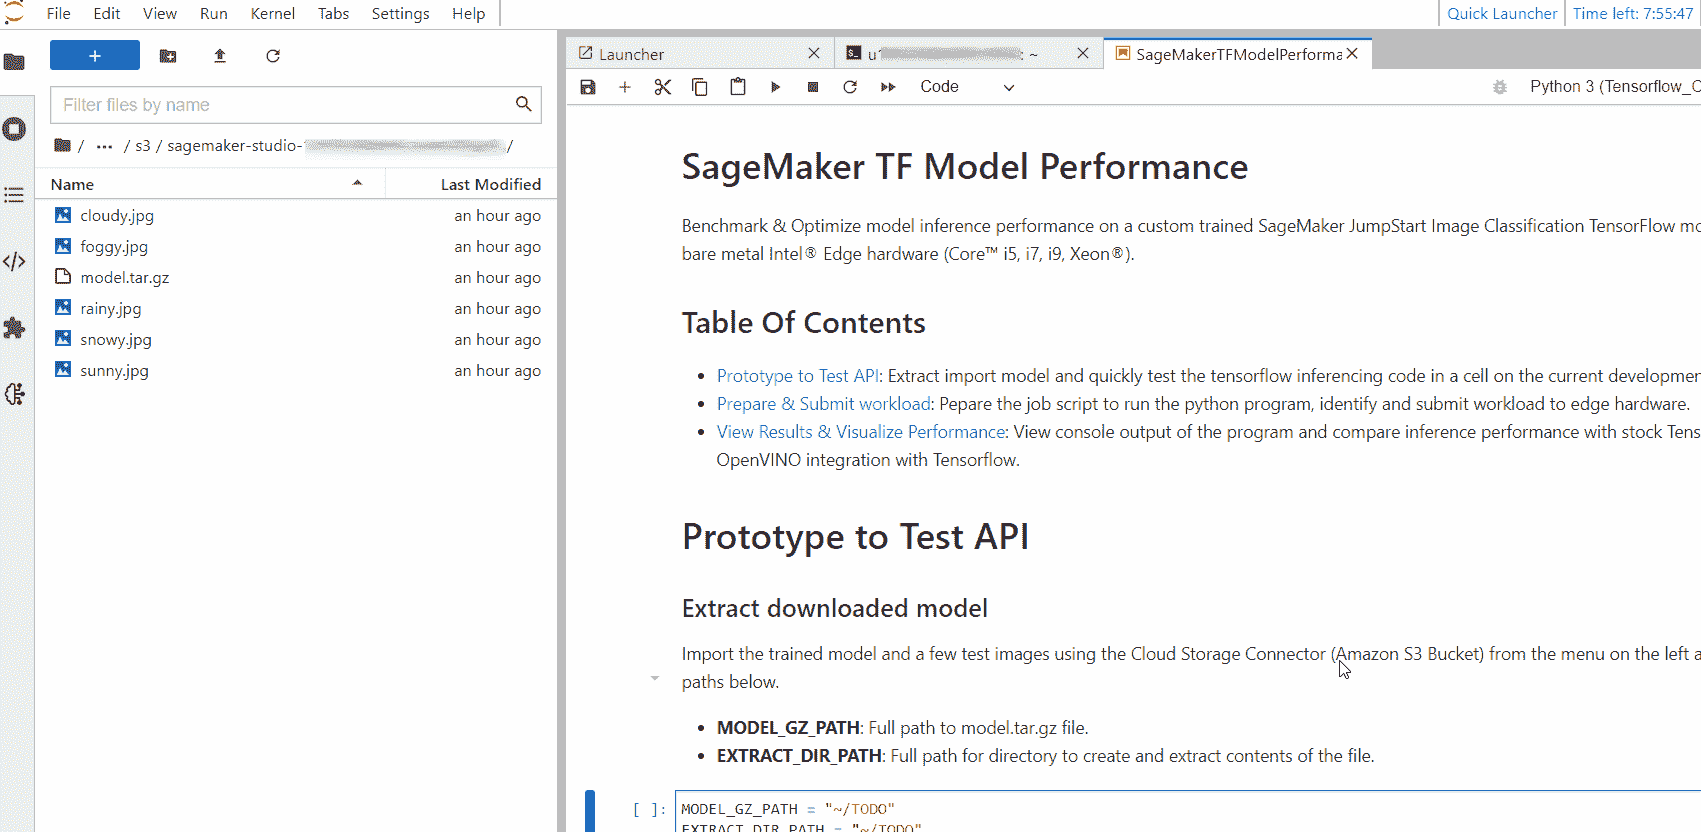 File Edit View Run Kernel Tabs Settings Help Quick Launcher Time left: 7:55:47
+
Filter files by name
/ ··· / s3 / sagemaker-studio- /
Name Last Modified
cloudy.jpg an hour ago
foggy.jpg an hour ago
model.tar.gz an hour ago
rainy.jpg an hour ago
snowy.jpg an hour ago
sunny.jpg an hour ago
Launcher : ~ SageMakerTFModelPerforma
Code Python 3 (Tensorflow_
SageMaker TF Model Performance
Benchmark & Optimize model inference performance on a custom trained SageMaker JumpStart Image Classification TensorFlow mo
bare metal Intel® Edge hardware (Core™ i5, i7, i9, Xeon®).
Table Of Contents
• Prototype to Test API: Extract import model and quickly test the tensorflow inferencing code in a cell on the current developmen
• Prepare & Submit workload: Pepare the job script to run the python program, identify and submit workload to edge hardware.
• View Results & Visualize Performance: View console output of the program and compare inference performance with stock Tens
OpenVINO integration with Tensorflow.
Prototype to Test API
Extract downloaded model
Import the trained model and a few test images using the Cloud Storage Connector (Amazon S3 Bucket) from the menu on the left a
paths below.
• MODEL_GZ_PATH: Full path to model.tar.gz file.
• EXTRACT_DIR_PATH: Full path for directory to create and extract contents of the file.
[ ]: MODEL_GZ_PATH = "~/TODO"
EXTRACT_DIR_PATH = "~/TODO"